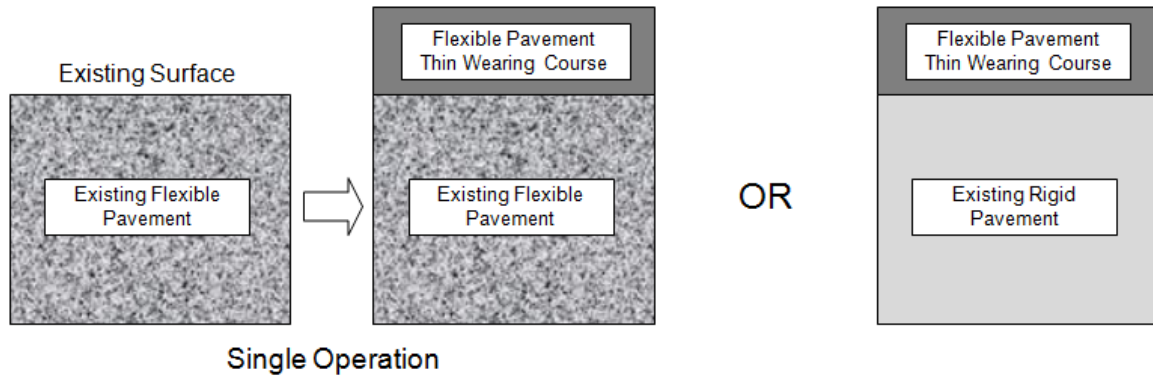 Existing Surface
Existing Flexible
Pavement
Flexible Pavement
Thin Wearing Course
Existing Flexible
Pavement
Single Operation
OR
Flexible Pavement
Thin Wearing Course
Existing Rigid
Pavement